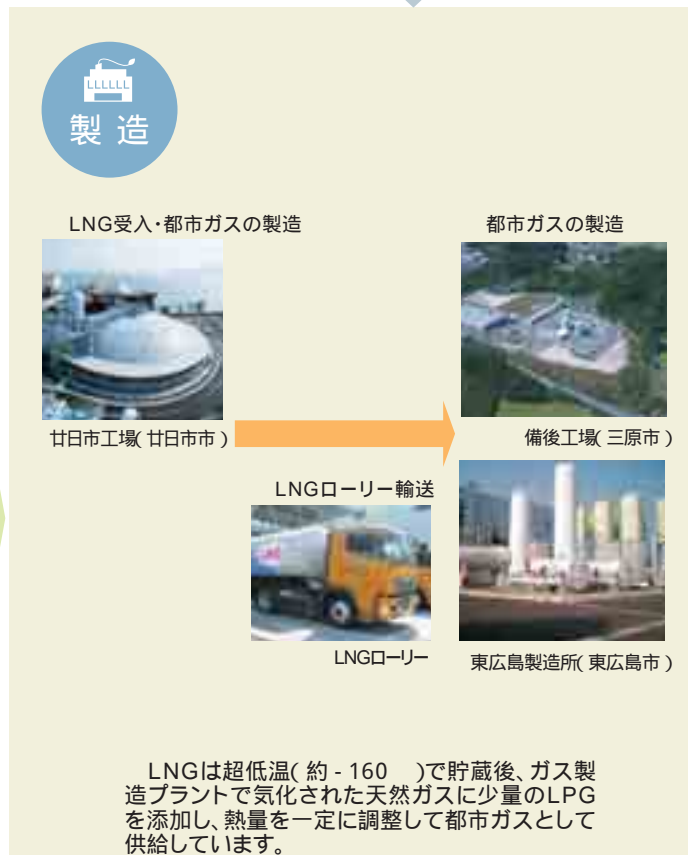 製造
LNG受入・都市ガスの製造
都市ガスの製造
廿日市工場(廿日市市)
備後工場(三原市)
LNGローリー輸送
LNGローリー
東広島製造所(東広島市)
LNGは超低温(約-160　)で貯蔵後、ガス製
造プラントで気化された天然ガスに少量のLPG
を添加し、熱量を一定に調整して都市ガスとして
供給しています。